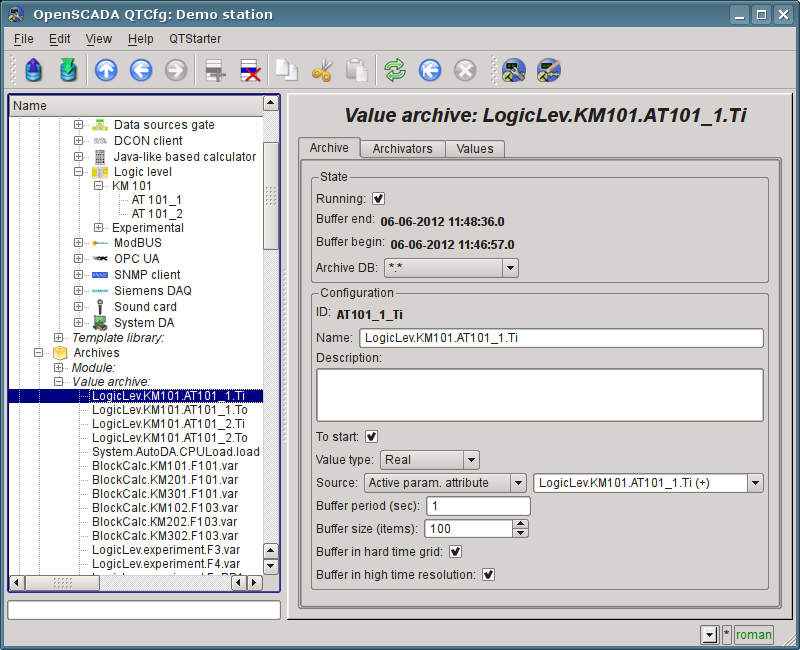 OpenSCADA QTCfg: Demo station
File Edit View Help QTStarter
Name
Data sources gate
DCON client
Java-like based calculator
Logic level
KM 101
AT 101_1
AT 101_2
Experimental
ModBUS
OPC UA
SNMP client
Siemens DAQ
Sound card
System DA
Template library:
Archives
Module:
Value archive:
LogicLev.KM101.AT101_1.Ti
LogicLev.KM101.AT101_1.To
LogicLev.KM101.AT101_2.Ti
LogicLev.KM101.AT101_2.To
System.AutoDA.CPULoad.load
BlockCalc.KM101.F101.var
BlockCalc.KM201.F101.var
BlockCalc.KM301.F101.var
BlockCalc.KM102.F103.var
BlockCalc.KM202.F103.var
BlockCalc.KM302.F103.var
LogicLev.experiment.F3.var
LogicLev.experiment.F4.var
Value archive: LogicLev.KM101.AT101_1.Ti
Archive Archivators Values
State
Running:
Buffer end: 06-06-2012 11:48:36.0
Buffer begin: 06-06-2012 11:46:57.0
Archive DB: *.*
Configuration
ID: AT101_1_Ti
Name: LogicLev.KM101.AT101_1.Ti
Description:
To start:
Value type: Real
Source: Active param. attribute LogicLev.KM101.AT101_1.Ti (+)
Buffer period (sec): 1
Buffer size (items): 100
Buffer in hard time grid:
Buffer in high time resolution:
* roman